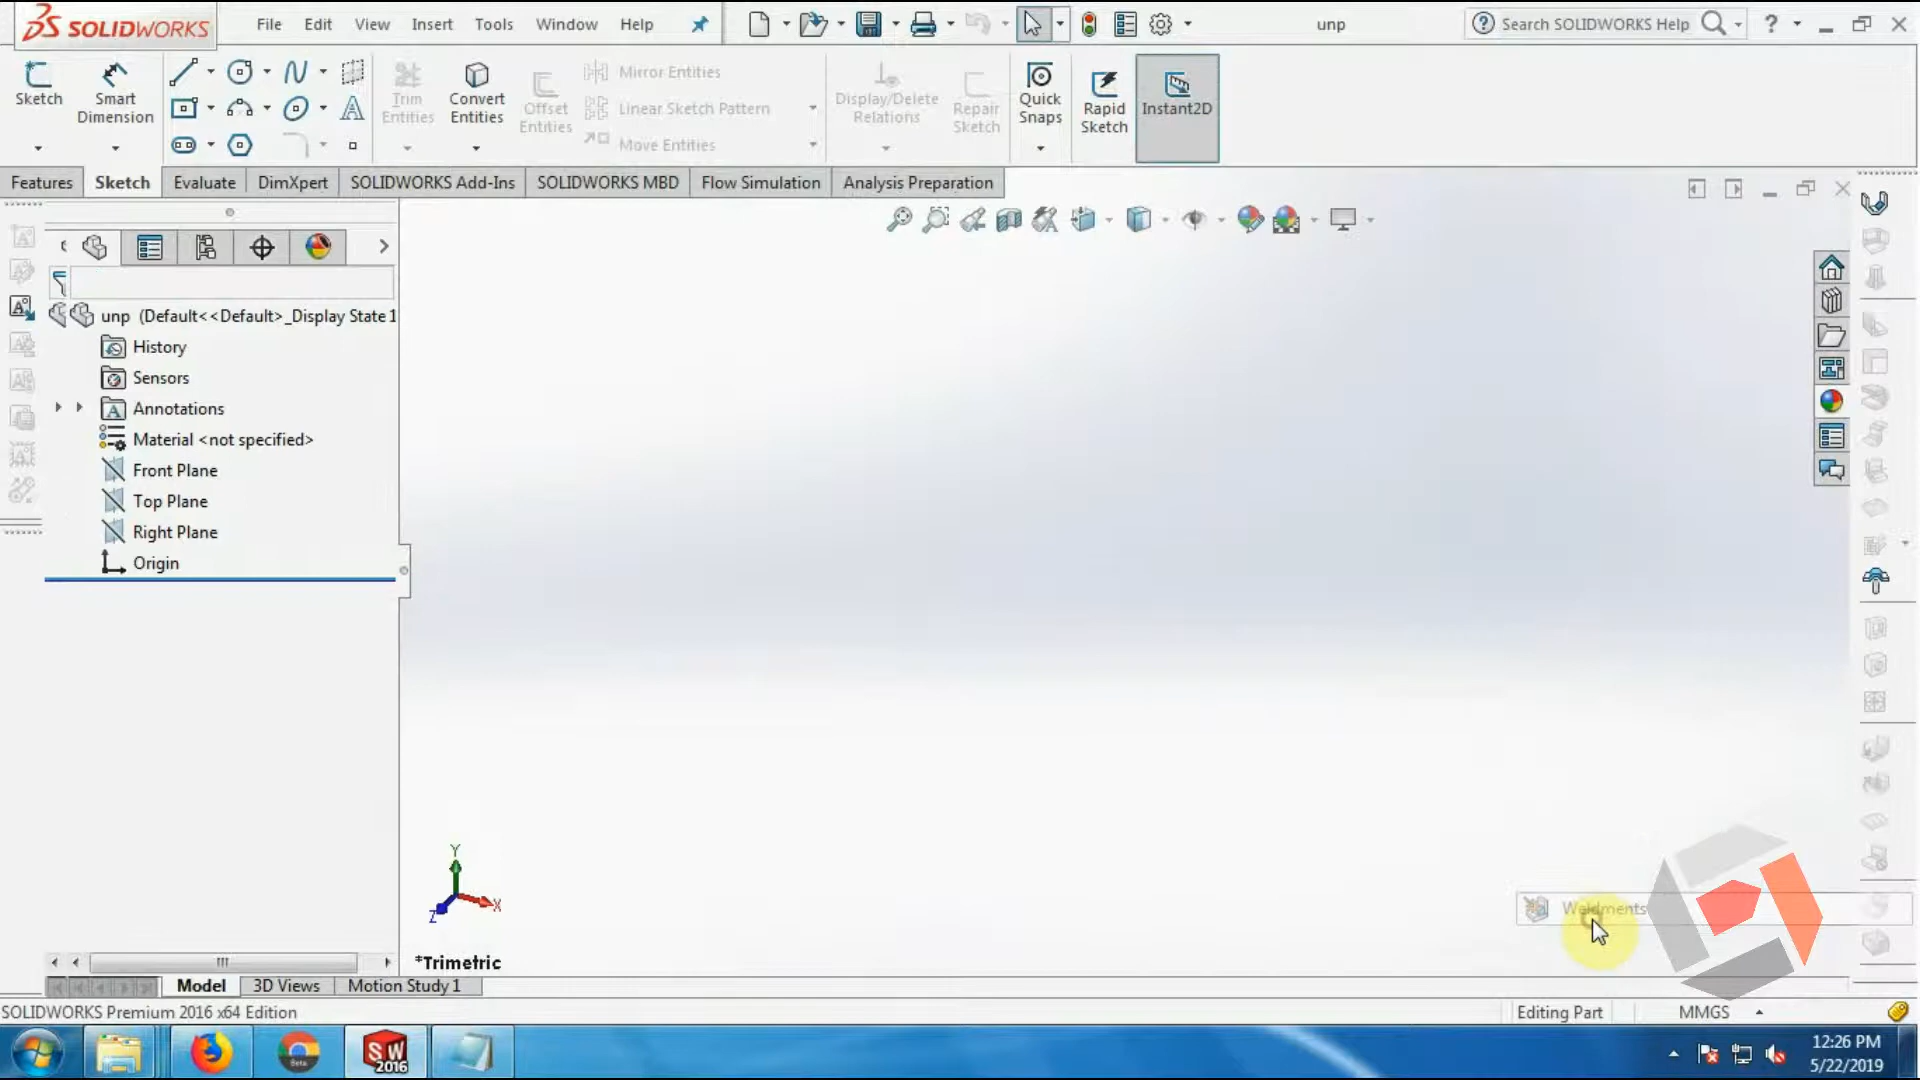 SOLIDWORKS File Edit View Insert Tools Window Help unp Search SOLIDWORKS Help ?
Sketch Smart Dimension Trim Entities Convert Entities Offset Entities Mirror Entities Linear Sketch Pattern Move Entities Display/Delete Relations Repair Sketch Quick Snaps Rapid Sketch Instant2D
Features Sketch Evaluate DimXpert SOLIDWORKS Add-Ins SOLIDWORKS MBD Flow Simulation Analysis Preparation
unp (Default<<Default>_Display State 1
History
Sensors
Annotations
Material <not specified>
Front Plane
Top Plane
Right Plane
Origin
Y
X
Z
Weldments
*Trimetric
Model 3D Views Motion Study 1
SOLIDWORKS Premium 2016 x64 Edition Editing Part MMGS
SW 2016
Beta
12:26 PM
5/22/2019